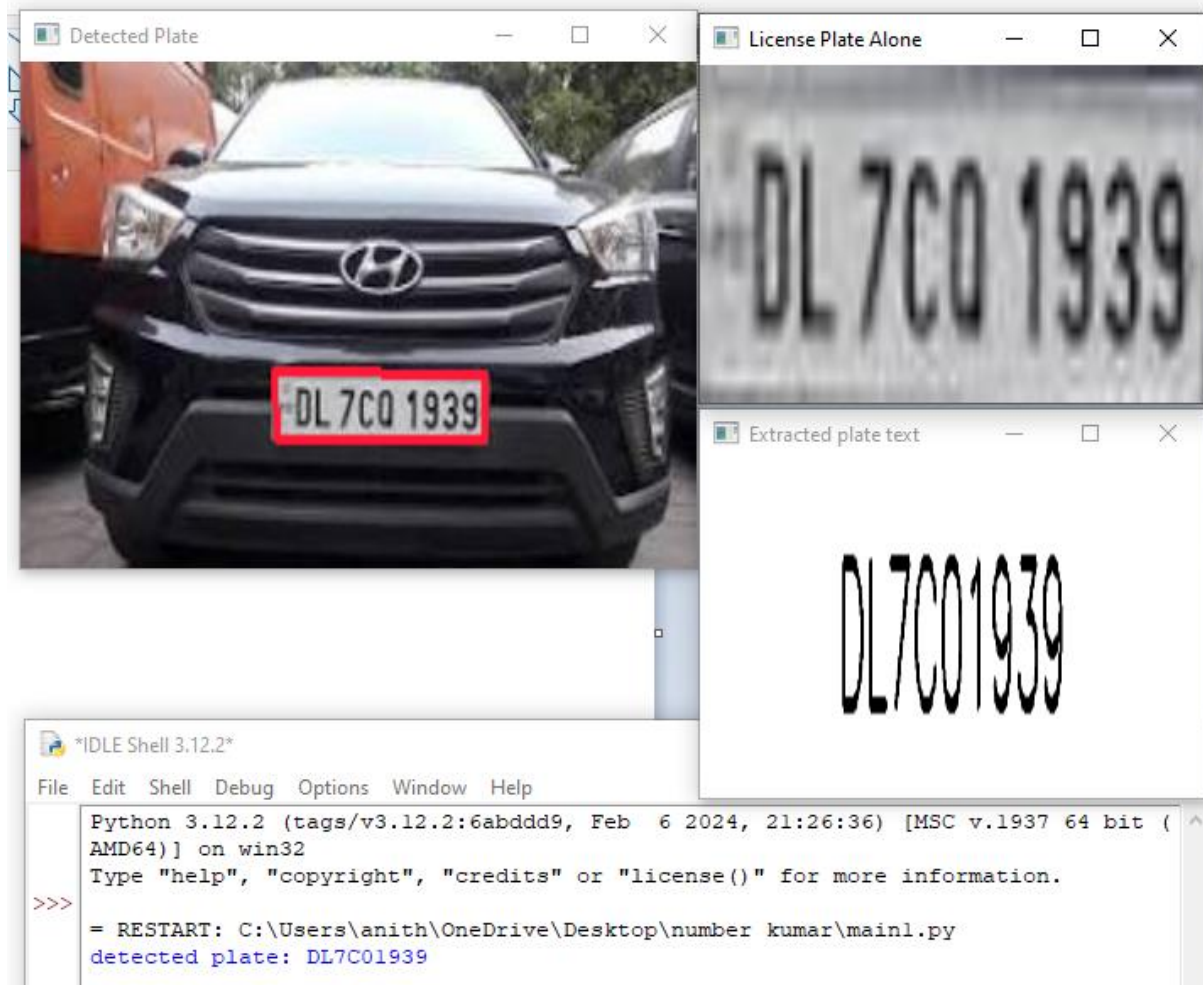 Detected Plate
DL 7CQ 1939
License Plate Alone
DL 7CQ 1939
Extracted plate text
DL7CO1939
*IDLE Shell 3.12.2*
File Edit Shell Debug Options Window Help
Python 3.12.2 (tags/v3.12.2:6abddd9, Feb  6 2024, 21:26:36) [MSC v.1937 64 bit (
AMD64)] on win32
Type "help", "copyright", "credits" or "license()" for more information.
>>>
= RESTART: C:\Users\anith\OneDrive\Desktop\number kumar\main1.py
detected plate: DL7CO1939